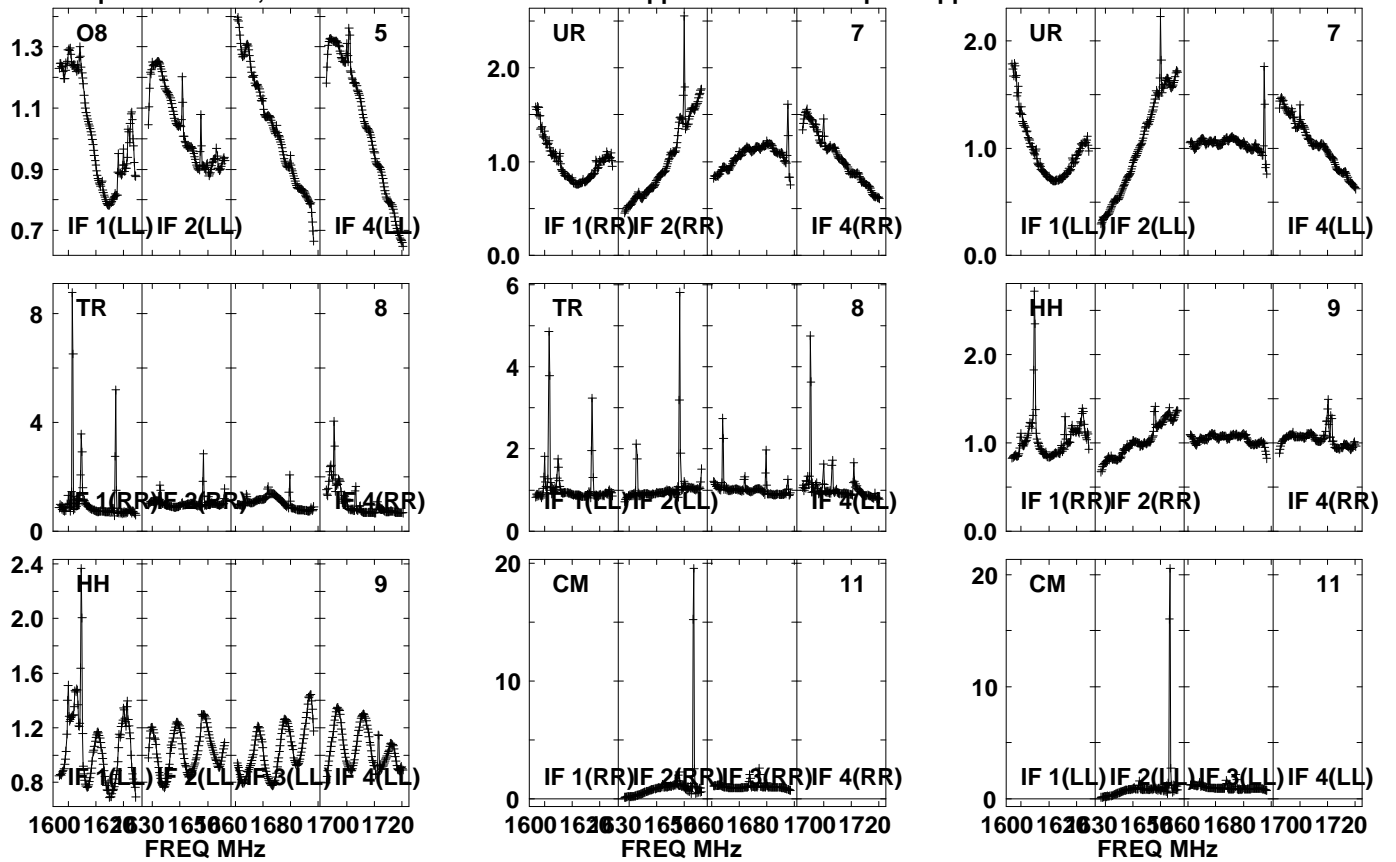 O8 5
1.3
1.1
0.9
0.7
IF 1(LL) IF 2(LL) IF 4(LL)
UR 7
2.0
1.0
0.0
IF 1(RR) IF 2(RR) IF 4(RR)
UR 7
2.0
1.0
0.0
IF 1(LL) IF 2(LL) IF 4(LL)
TR 8
8
4
0
IF 1(RR) IF 2(RR) IF 4(RR)
TR 8
6
4
2
0
IF 1(LL) IF 2(LL) IF 4(LL)
HH 9
2.0
1.0
0.0
IF 1(RR) IF 2(RR) IF 4(RR)
HH 9
2.4
2.0
1.6
1.2
0.8
IF 1(LL) IF 2(LL) IF 3(LL) IF 4(LL)
1600 1620 1630 1650 1660 1700 1720
FREQ MHz
CM 11
20
10
0
IF 1(RR) IF 2(RR) IF 3(RR) IF 4(RR)
1600 1620 1630 1650 1660 1700 1720
FREQ MHz
CM 11
20
10
0
IF 1(LL) IF 2(LL) IF 3(LL) IF 4(LL)
1600 1620 1630 1650 1660 1700 1720
FREQ MHz